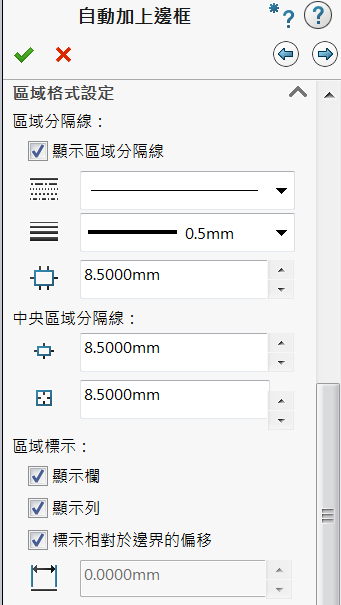 自動加上邊框
區域格式設定
區域分隔線：
顯示區域分隔線
0.5mm
8.5000mm
中央區域分隔線：
8.5000mm
8.5000mm
區域標示：
顯示欄
顯示列
標示相對於邊界的偏移
0.0000mm